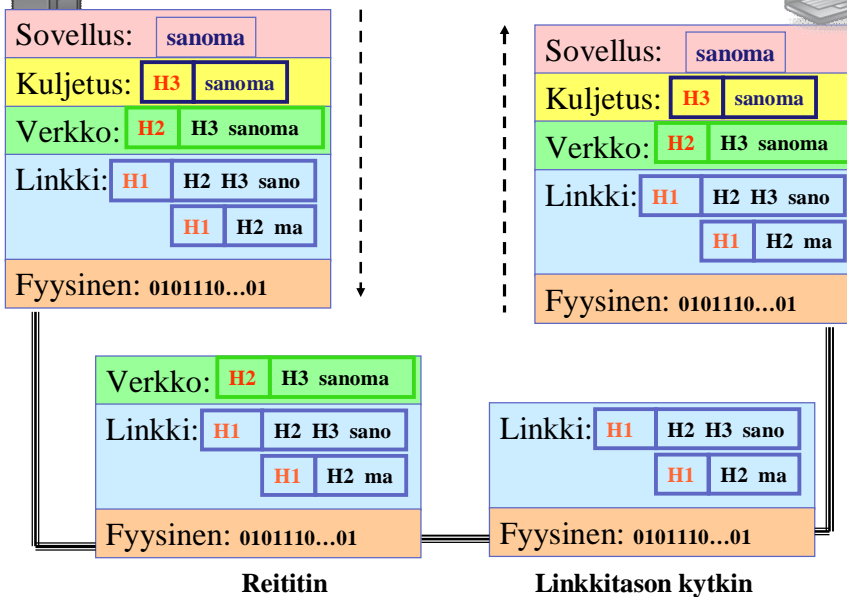 Sovellus: sanoma
Kuljetus: H3 sanoma
Verkko: H2 H3 sanoma
Linkki: H1 H2 H3 sano
H1 H2 ma
Fyysinen: 0101110...01
Sovellus: sanoma
Kuljetus: H3 sanoma
Verkko: H2 H3 sanoma
Linkki: H1 H2 H3 sano
H1 H2 ma
Fyysinen: 0101110...01
Verkko: H2 H3 sanoma
Linkki: H1 H2 H3 sano
H1 H2 ma
Fyysinen: 0101110...01
Reititin
Linkki: H1 H2 H3 sano
H1 H2 ma
Fyysinen: 0101110...01
Linkkitason kytkin